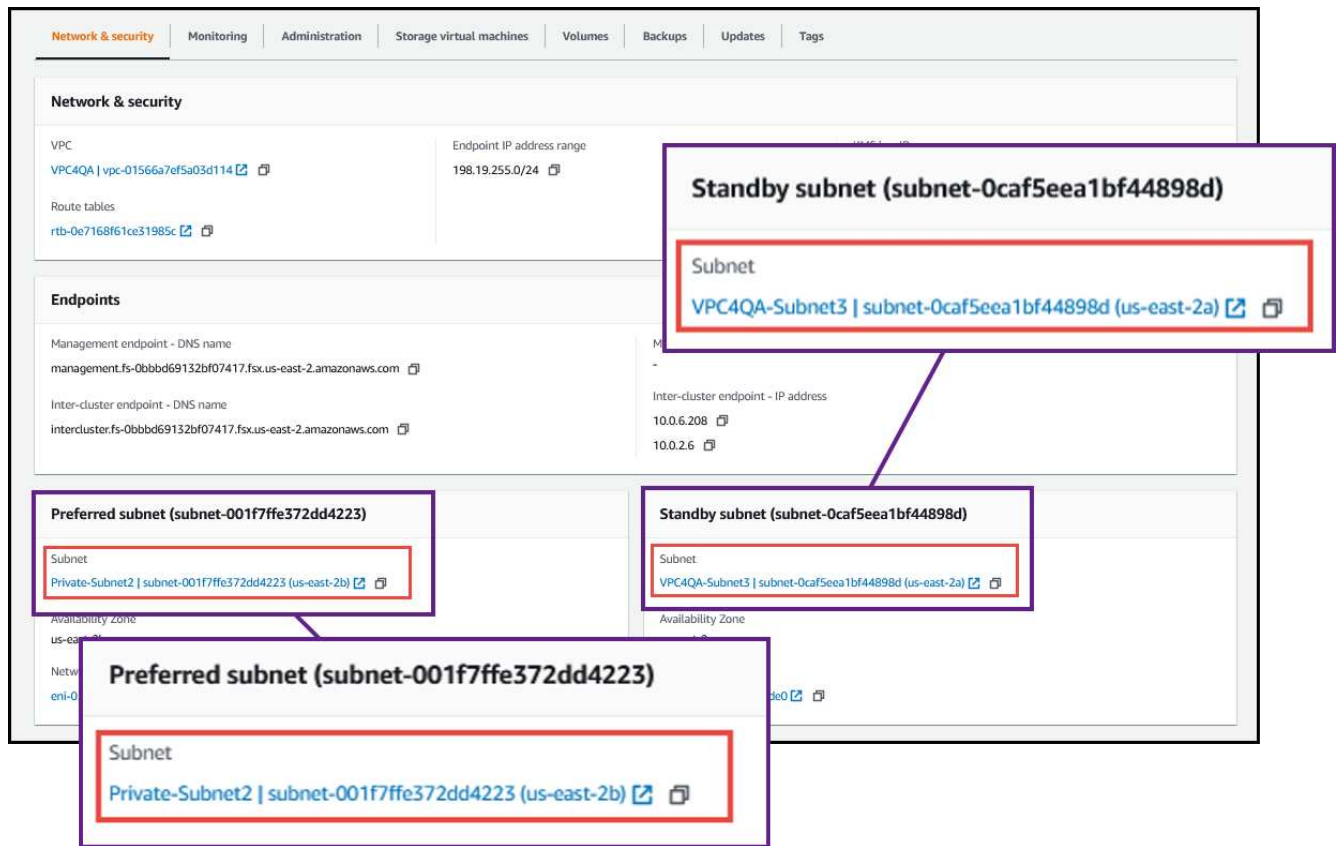 Network & security Monitoring Administration Storage virtual machines Volumes Backups Updates Tags
Network & security
VPC
VPC4QA | vpc-01566a7ef5a03d114
Route tables
rtb-0e7168f61ce31985c
Endpoint IP address range
198.19.255.0/24
Standby subnet (subnet-0caf5eea1bf44898d)
Subnet
VPC4QA-Subnet3 | subnet-0caf5eea1bf44898d (us-east-2a)
Endpoints
Management endpoint - DNS name
management.fs-0bbbd69132bf07417.fsx.us-east-2.amazonaws.com
Inter-cluster endpoint - DNS name
intercluster.fs-0bbbd69132bf07417.fsx.us-east-2.amazonaws.com
-
Inter-cluster endpoint - IP address
10.0.6.208
10.0.2.6
Preferred subnet (subnet-001f7ffe372dd4223)
Subnet
Private-Subnet2 | subnet-001f7ffe372dd4223 (us-east-2b)
Availability Zone
Standby subnet (subnet-0caf5eea1bf44898d)
Subnet
VPC4QA-Subnet3 | subnet-0caf5eea1bf44898d (us-east-2a)
Availability Zone
Preferred subnet (subnet-001f7ffe372dd4223)
Subnet
Private-Subnet2 | subnet-001f7ffe372dd4223 (us-east-2b)